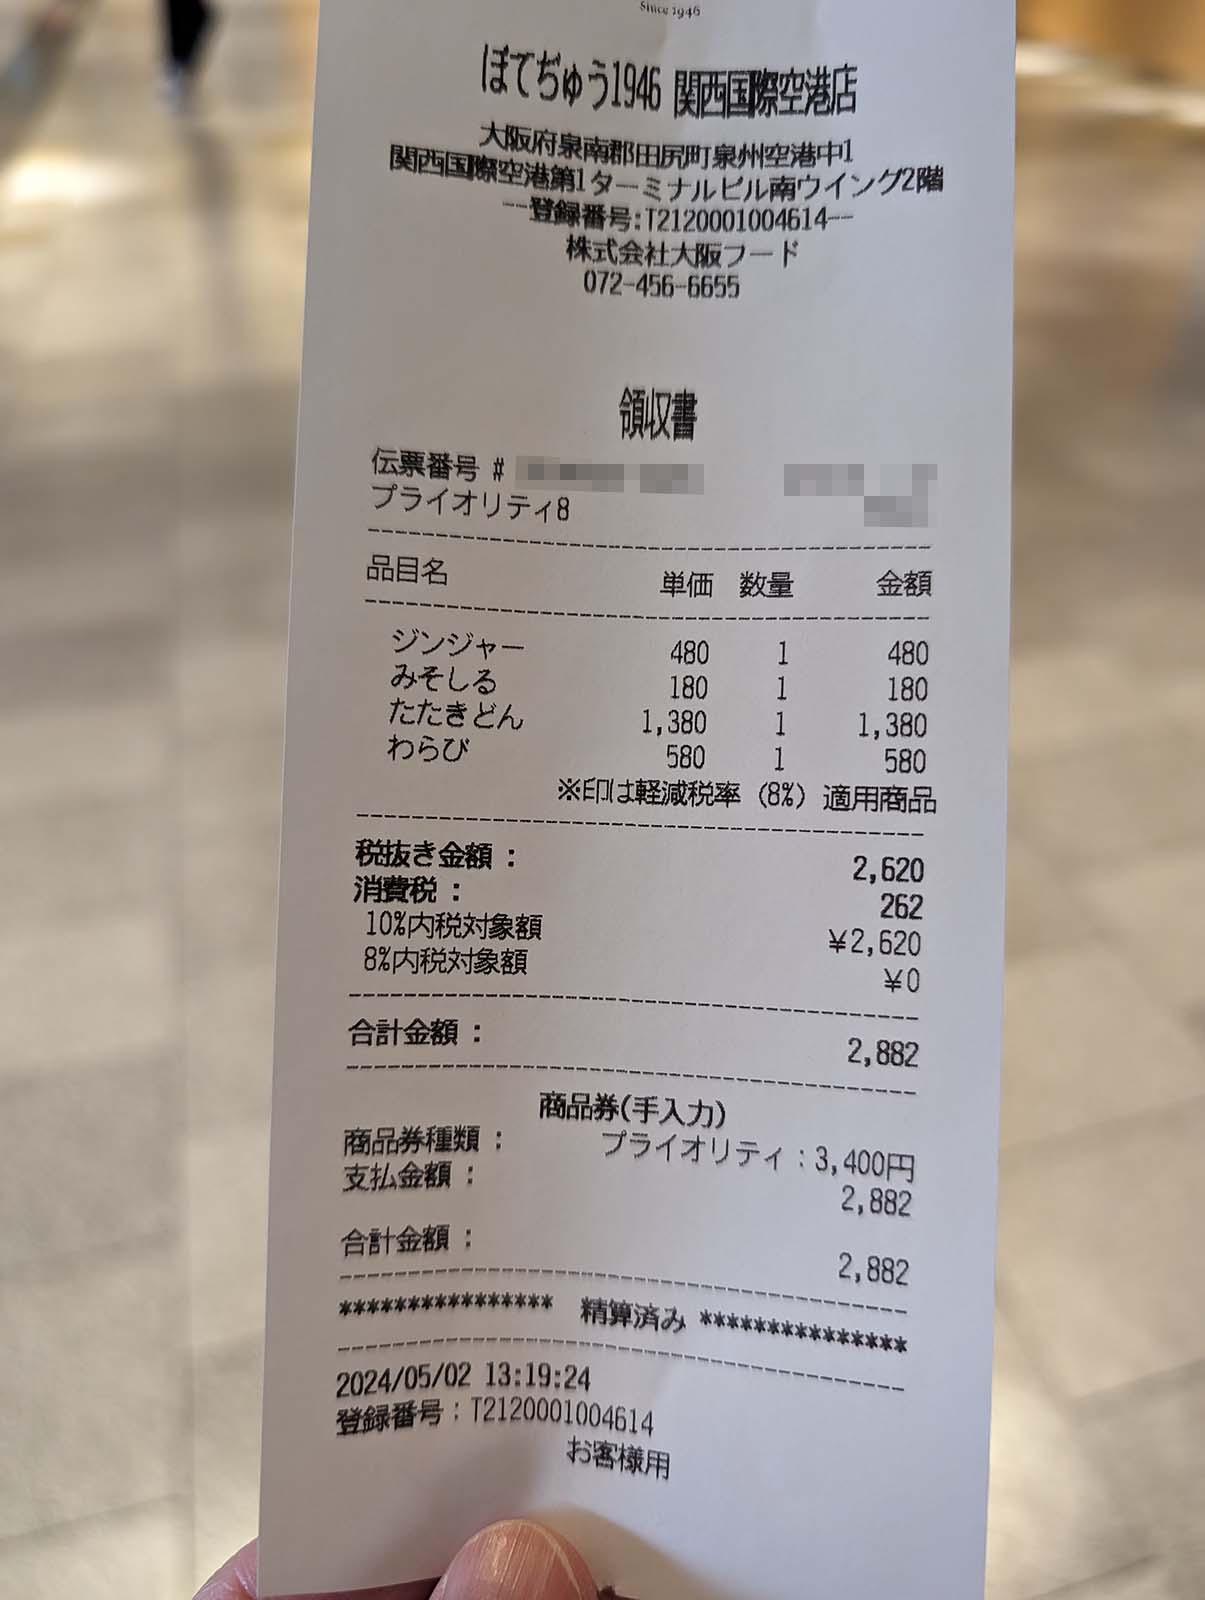 Since 1946
ぼてぢゅう1946 関西国際空港店
大阪府泉南郡田尻町泉州空港中1
関西国際空港第1ターミナルビル南ウイング2階
--登録番号:T2120001004614--
株式会社大阪フード
072-456-6655
領収書
伝票番号 #
プライオリティ8
品目名 単価 数量 金額
ジンジャー 480 1 480
みそしる 180 1 180
たたきどん 1,380 1 1,380
わらび 580 1 580
※印は軽減税率 (8%) 適用商品
税抜き金額： 2,620
消費税： 262
10%内税対象額 ¥2,620
8%内税対象額 ¥0
合計金額： 2,882
商品券(手入力)
商品券種類： プライオリティ：3,400円
支払金額： 2,882
合計金額： 2,882
**************** 精算済み ***************
2024/05/02 13:19:24
登録番号：T2120001004614
お客様用